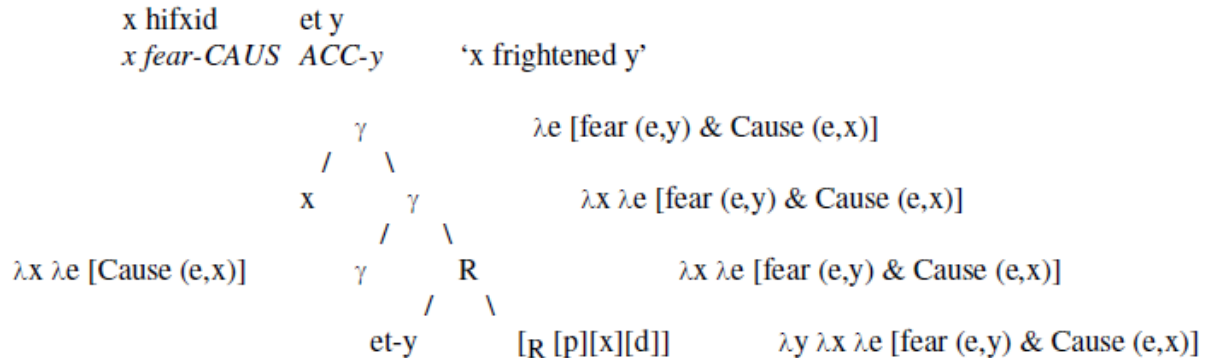 x hifxid et y
x fear-CAUS ACC-y ‘x frightened y’
γ λe [fear (e,y) & Cause (e,x)]
/ \
x γ λx λe [fear (e,y) & Cause (e,x)]
/ \
λx λe [Cause (e,x)] γ R λx λe [fear (e,y) & Cause (e,x)]
/ \
et-y [R [p][x][d]] λy λx λe [fear (e,y) & Cause (e,x)]